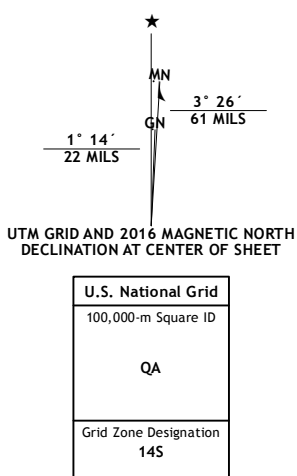 ★
MN
3° 26´
61 MILS
GN
1° 14´
22 MILS
UTM GRID AND 2016 MAGNETIC NORTH
DECLINATION AT CENTER OF SHEET
U.S. National Grid
100,000-m Square ID
QA
Grid Zone Designation
14S